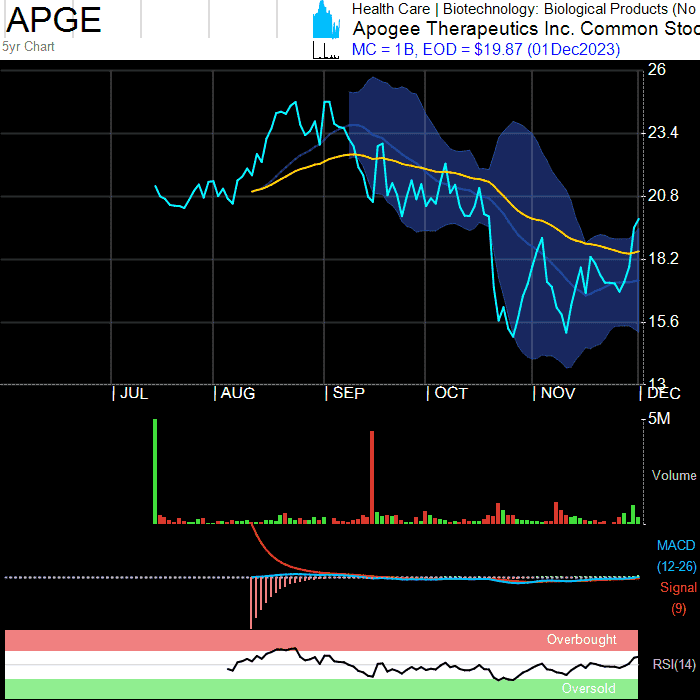 APGE
5yr Chart
Health Care | Biotechnology: Biological Products (No
Apogee Therapeutics Inc. Common Stoc
MC = 1B, EOD = $19.87 (01Dec2023)
26
23.4
20.8
18.2
15.6
13
JUL AUG SEP OCT NOV DEC
5M
Volume
MACD
(12-26)
Signal
(9)
Overbought
RSI(14)
Oversold